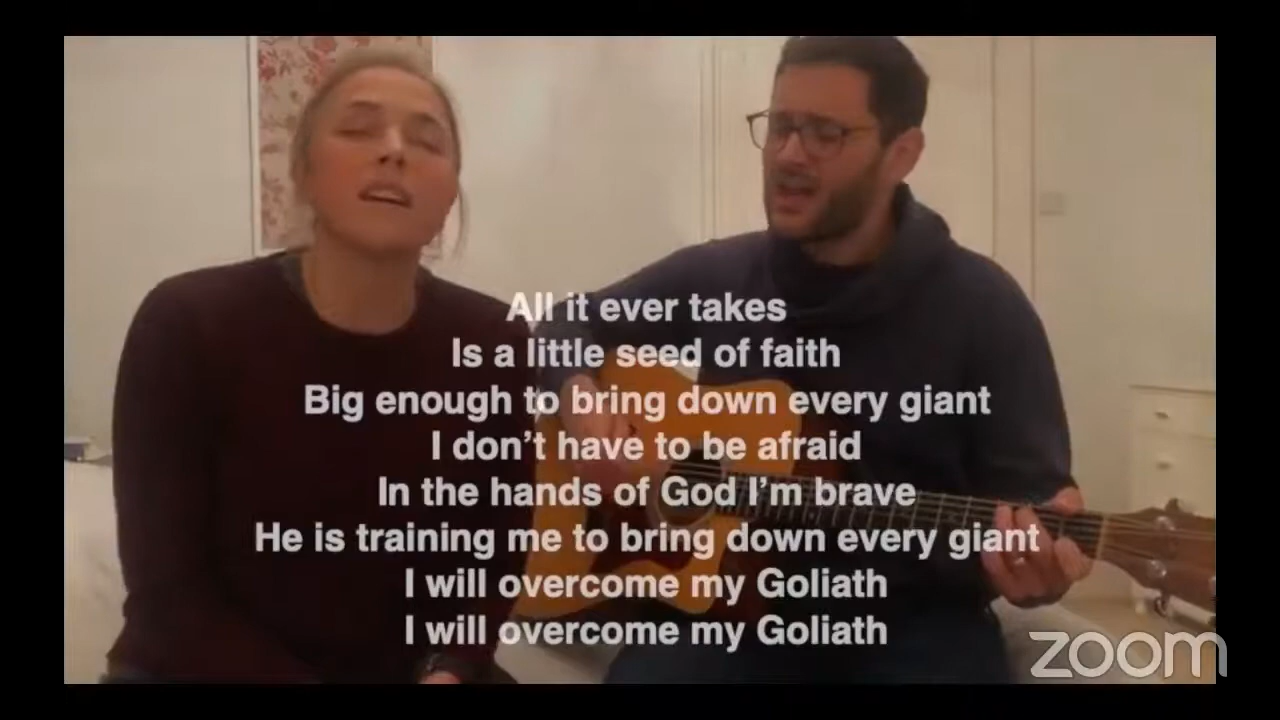 All it ever takes
Is a little seed of faith
Big enough to bring down every giant
I don't have to be afraid
In the hands of God I'm brave
He is training me to bring down every giant
I will overcome my Goliath
I will overcome my Goliath
zoom